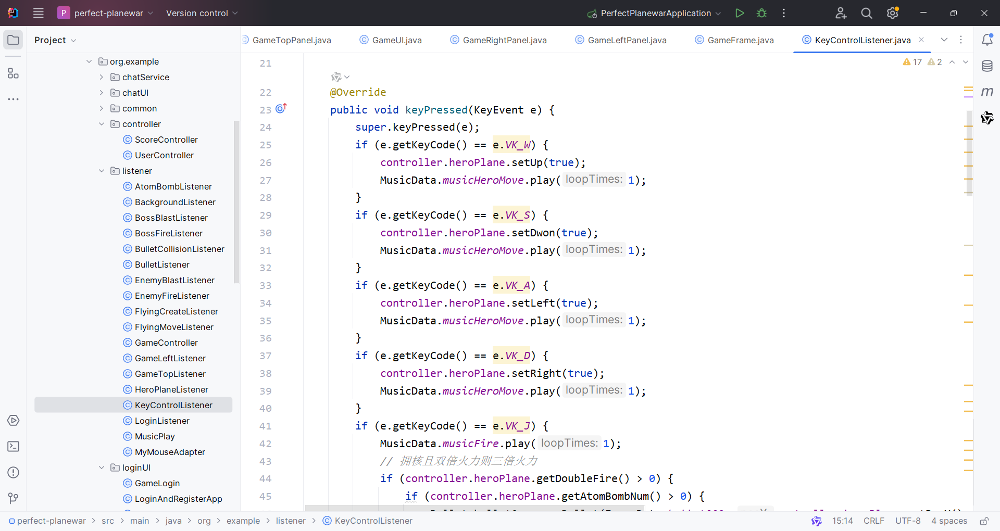 P perfect-planewar Version control PerfectPlanewarApplication
Project
GameTopPanel.java GameUI.java GameRightPanel.java GameLeftPanel.java GameFrame.java KeyControlListener.java
org.example
chatService
chatUI
common
controller
ScoreController
UserController
listener
AtomBombListener
BackgroundListener
BossBlastListener
BossFireListener
BulletCollisionListener
BulletListener
EnemyBlastListener
EnemyFireListener
FlyingCreateListener
FlyingMoveListener
GameController
GameLeftListener
GameTopListener
HeroPlaneListener
KeyControlListener
LoginListener
MusicPlay
MyMouseAdapter
loginUI
GameLogin
LoginAndRegisterApp
17 2
21
22 @Override
23 public void keyPressed(KeyEvent e) {
24 super.keyPressed(e);
25 if (e.getKeyCode() == e.VK_W) {
26 controller.heroPlane.setUp(true);
27 MusicData.musicHeroMove.play( loopTimes: 1);
28 }
29 if (e.getKeyCode() == e.VK_S) {
30 controller.heroPlane.setDwon(true);
31 MusicData.musicHeroMove.play( loopTimes: 1);
32 }
33 if (e.getKeyCode() == e.VK_A) {
34 controller.heroPlane.setLeft(true);
35 MusicData.musicHeroMove.play( loopTimes: 1);
36 }
37 if (e.getKeyCode() == e.VK_D) {
38 controller.heroPlane.setRight(true);
39 MusicData.musicHeroMove.play( loopTimes: 1);
40 }
41 if (e.getKeyCode() == e.VK_J) {
42 MusicData.musicFire.play( loopTimes: 1);
43 // 拥核且双倍火力则三倍火力
44 if (controller.heroPlane.getDoubleFire() > 0) {
45 if (controller.heroPlane.getAtomBombNum() > 0) {
perfect-planewar > src > main > java > org > example > listener > KeyControlListener
15:14 CRLF UTF-8 4 spaces